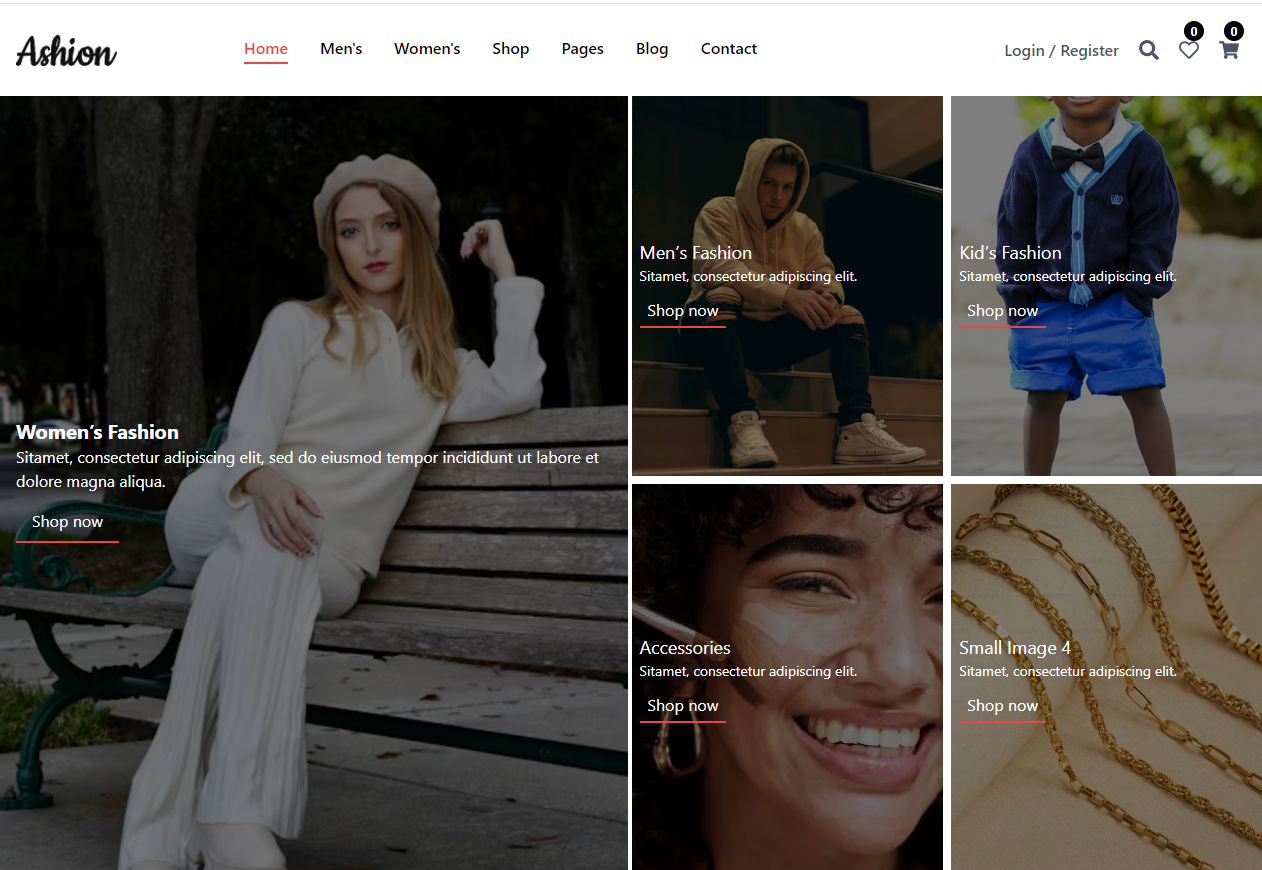 Ashion
Home
Men's
Women's
Shop
Pages
Blog
Contact
Login / Register
0
0
Women’s Fashion
Sitamet, consectetur adipiscing elit, sed do eiusmod tempor incididunt ut labore et
dolore magna aliqua.
Shop now
Men’s Fashion
Sitamet, consectetur adipiscing elit.
Shop now
Kid’s Fashion
Sitamet, consectetur adipiscing elit.
Shop now
Accessories
Sitamet, consectetur adipiscing elit.
Shop now
Small Image 4
Sitamet, consectetur adipiscing elit.
Shop now